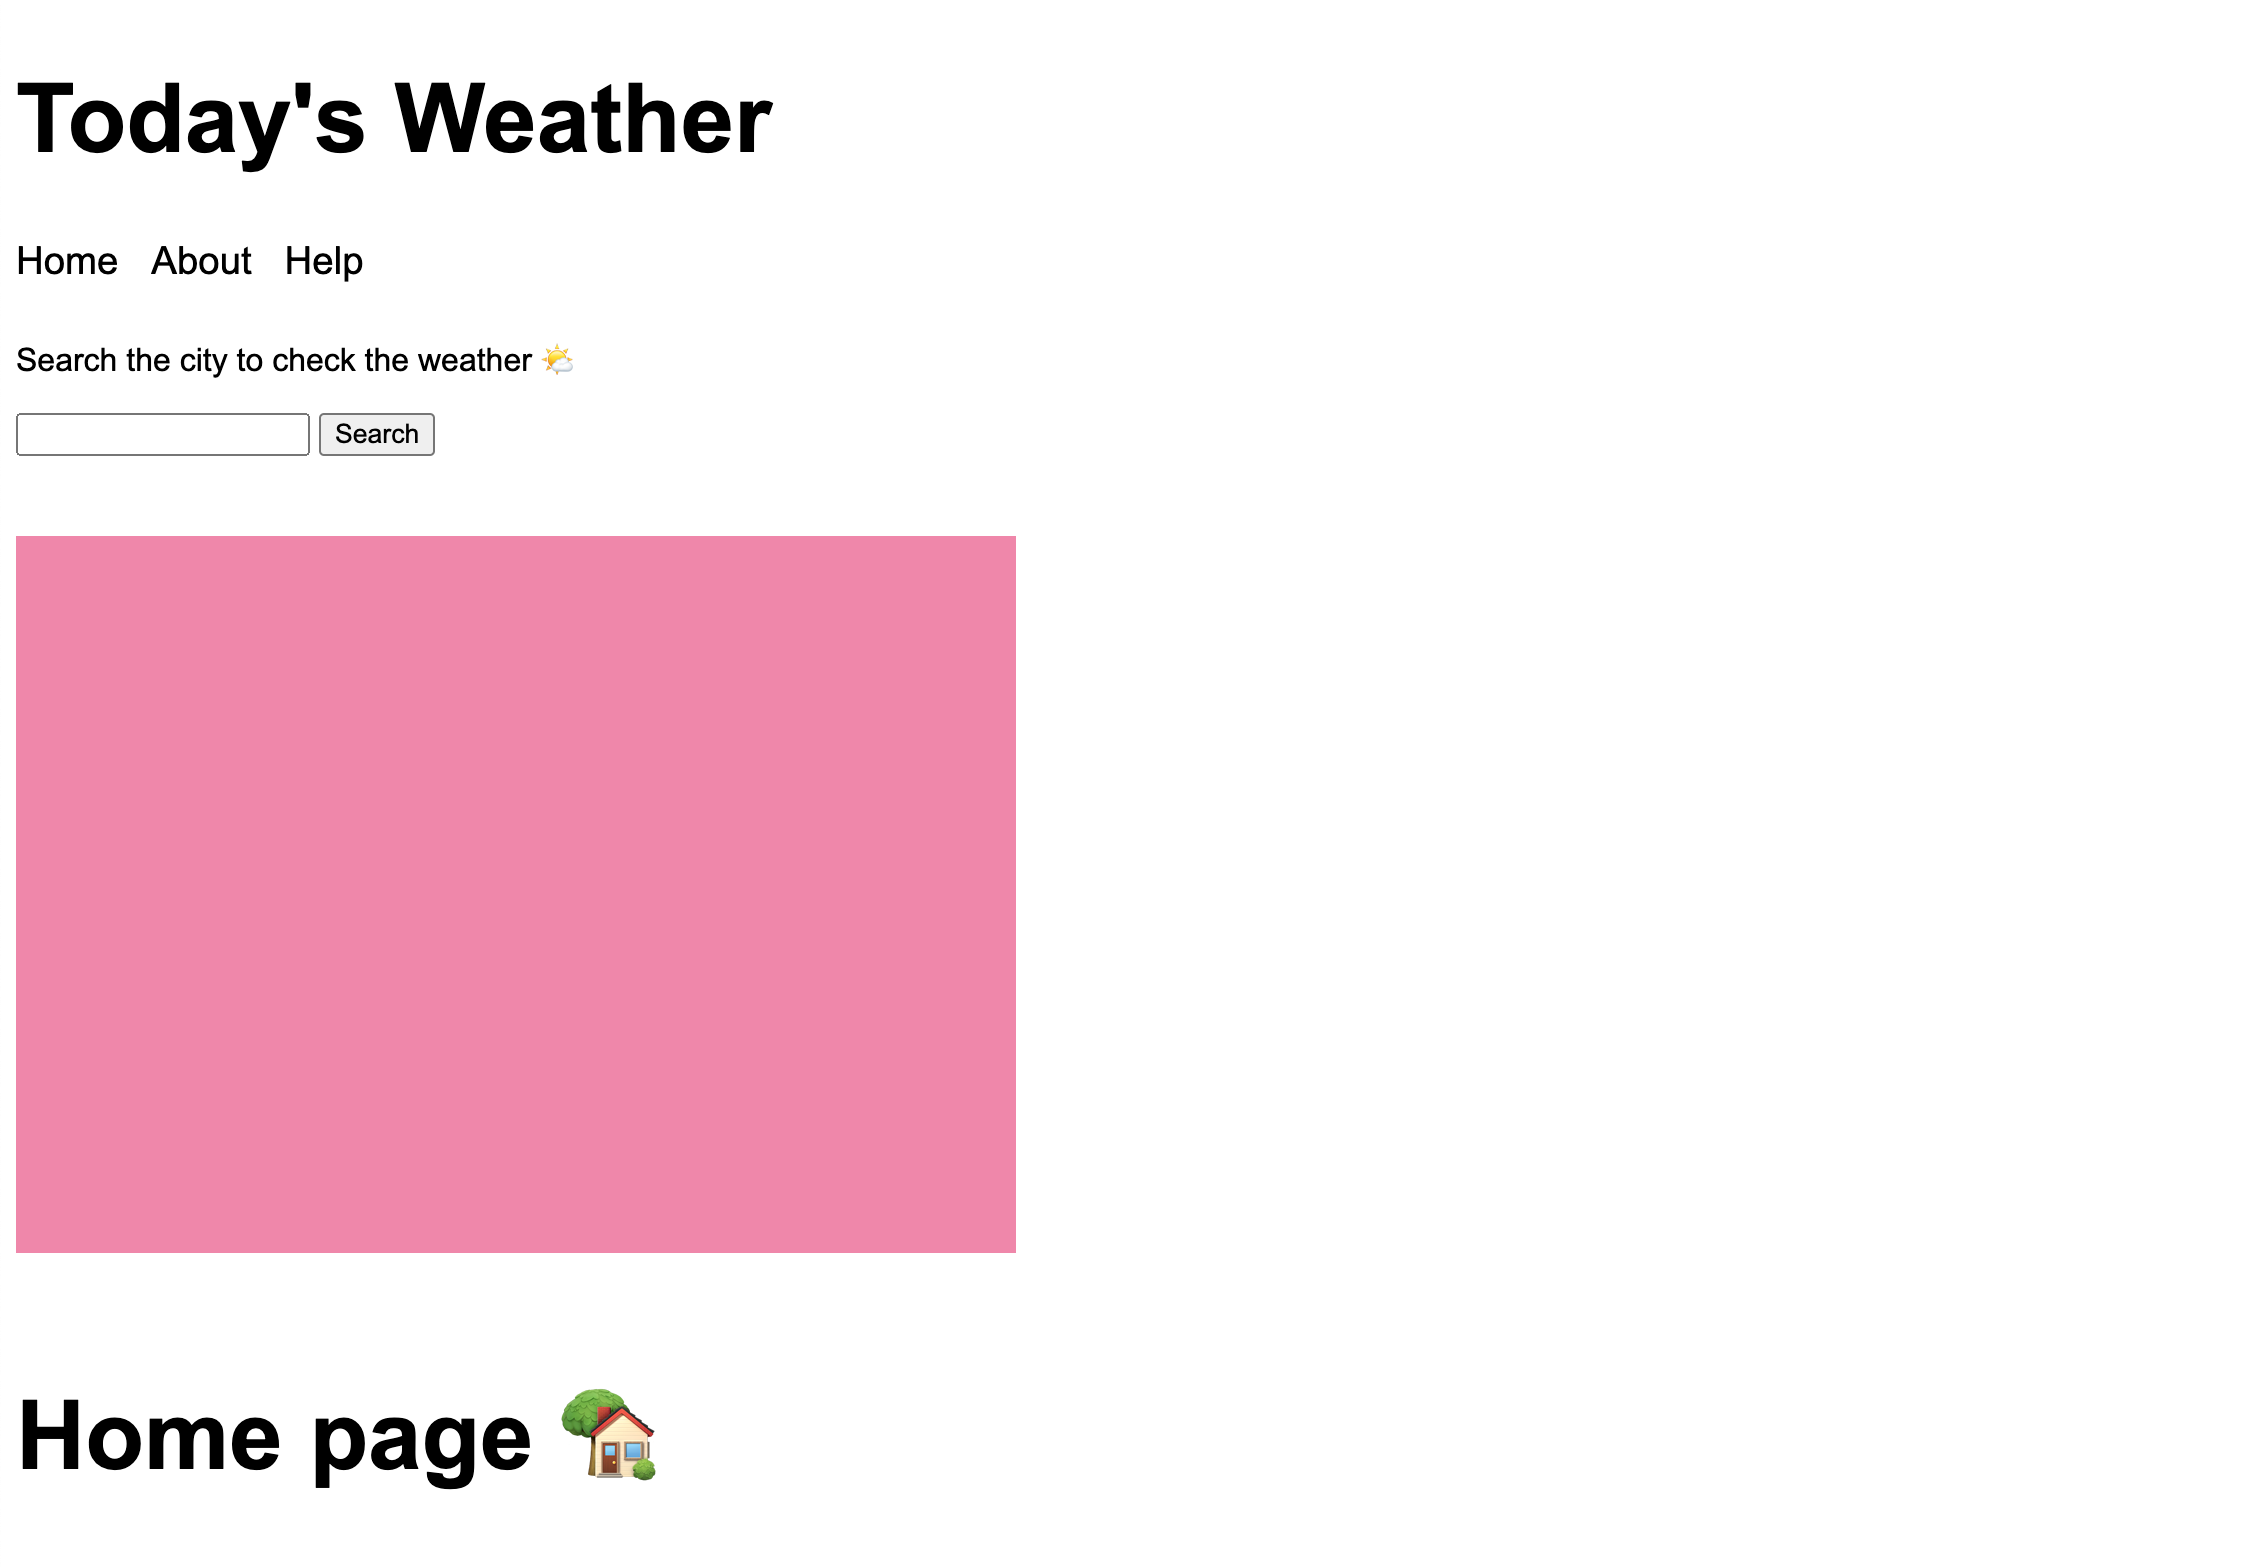 Today's Weather
Home About Help
Search the city to check the weather 🌤️
Search
Home page 🏡